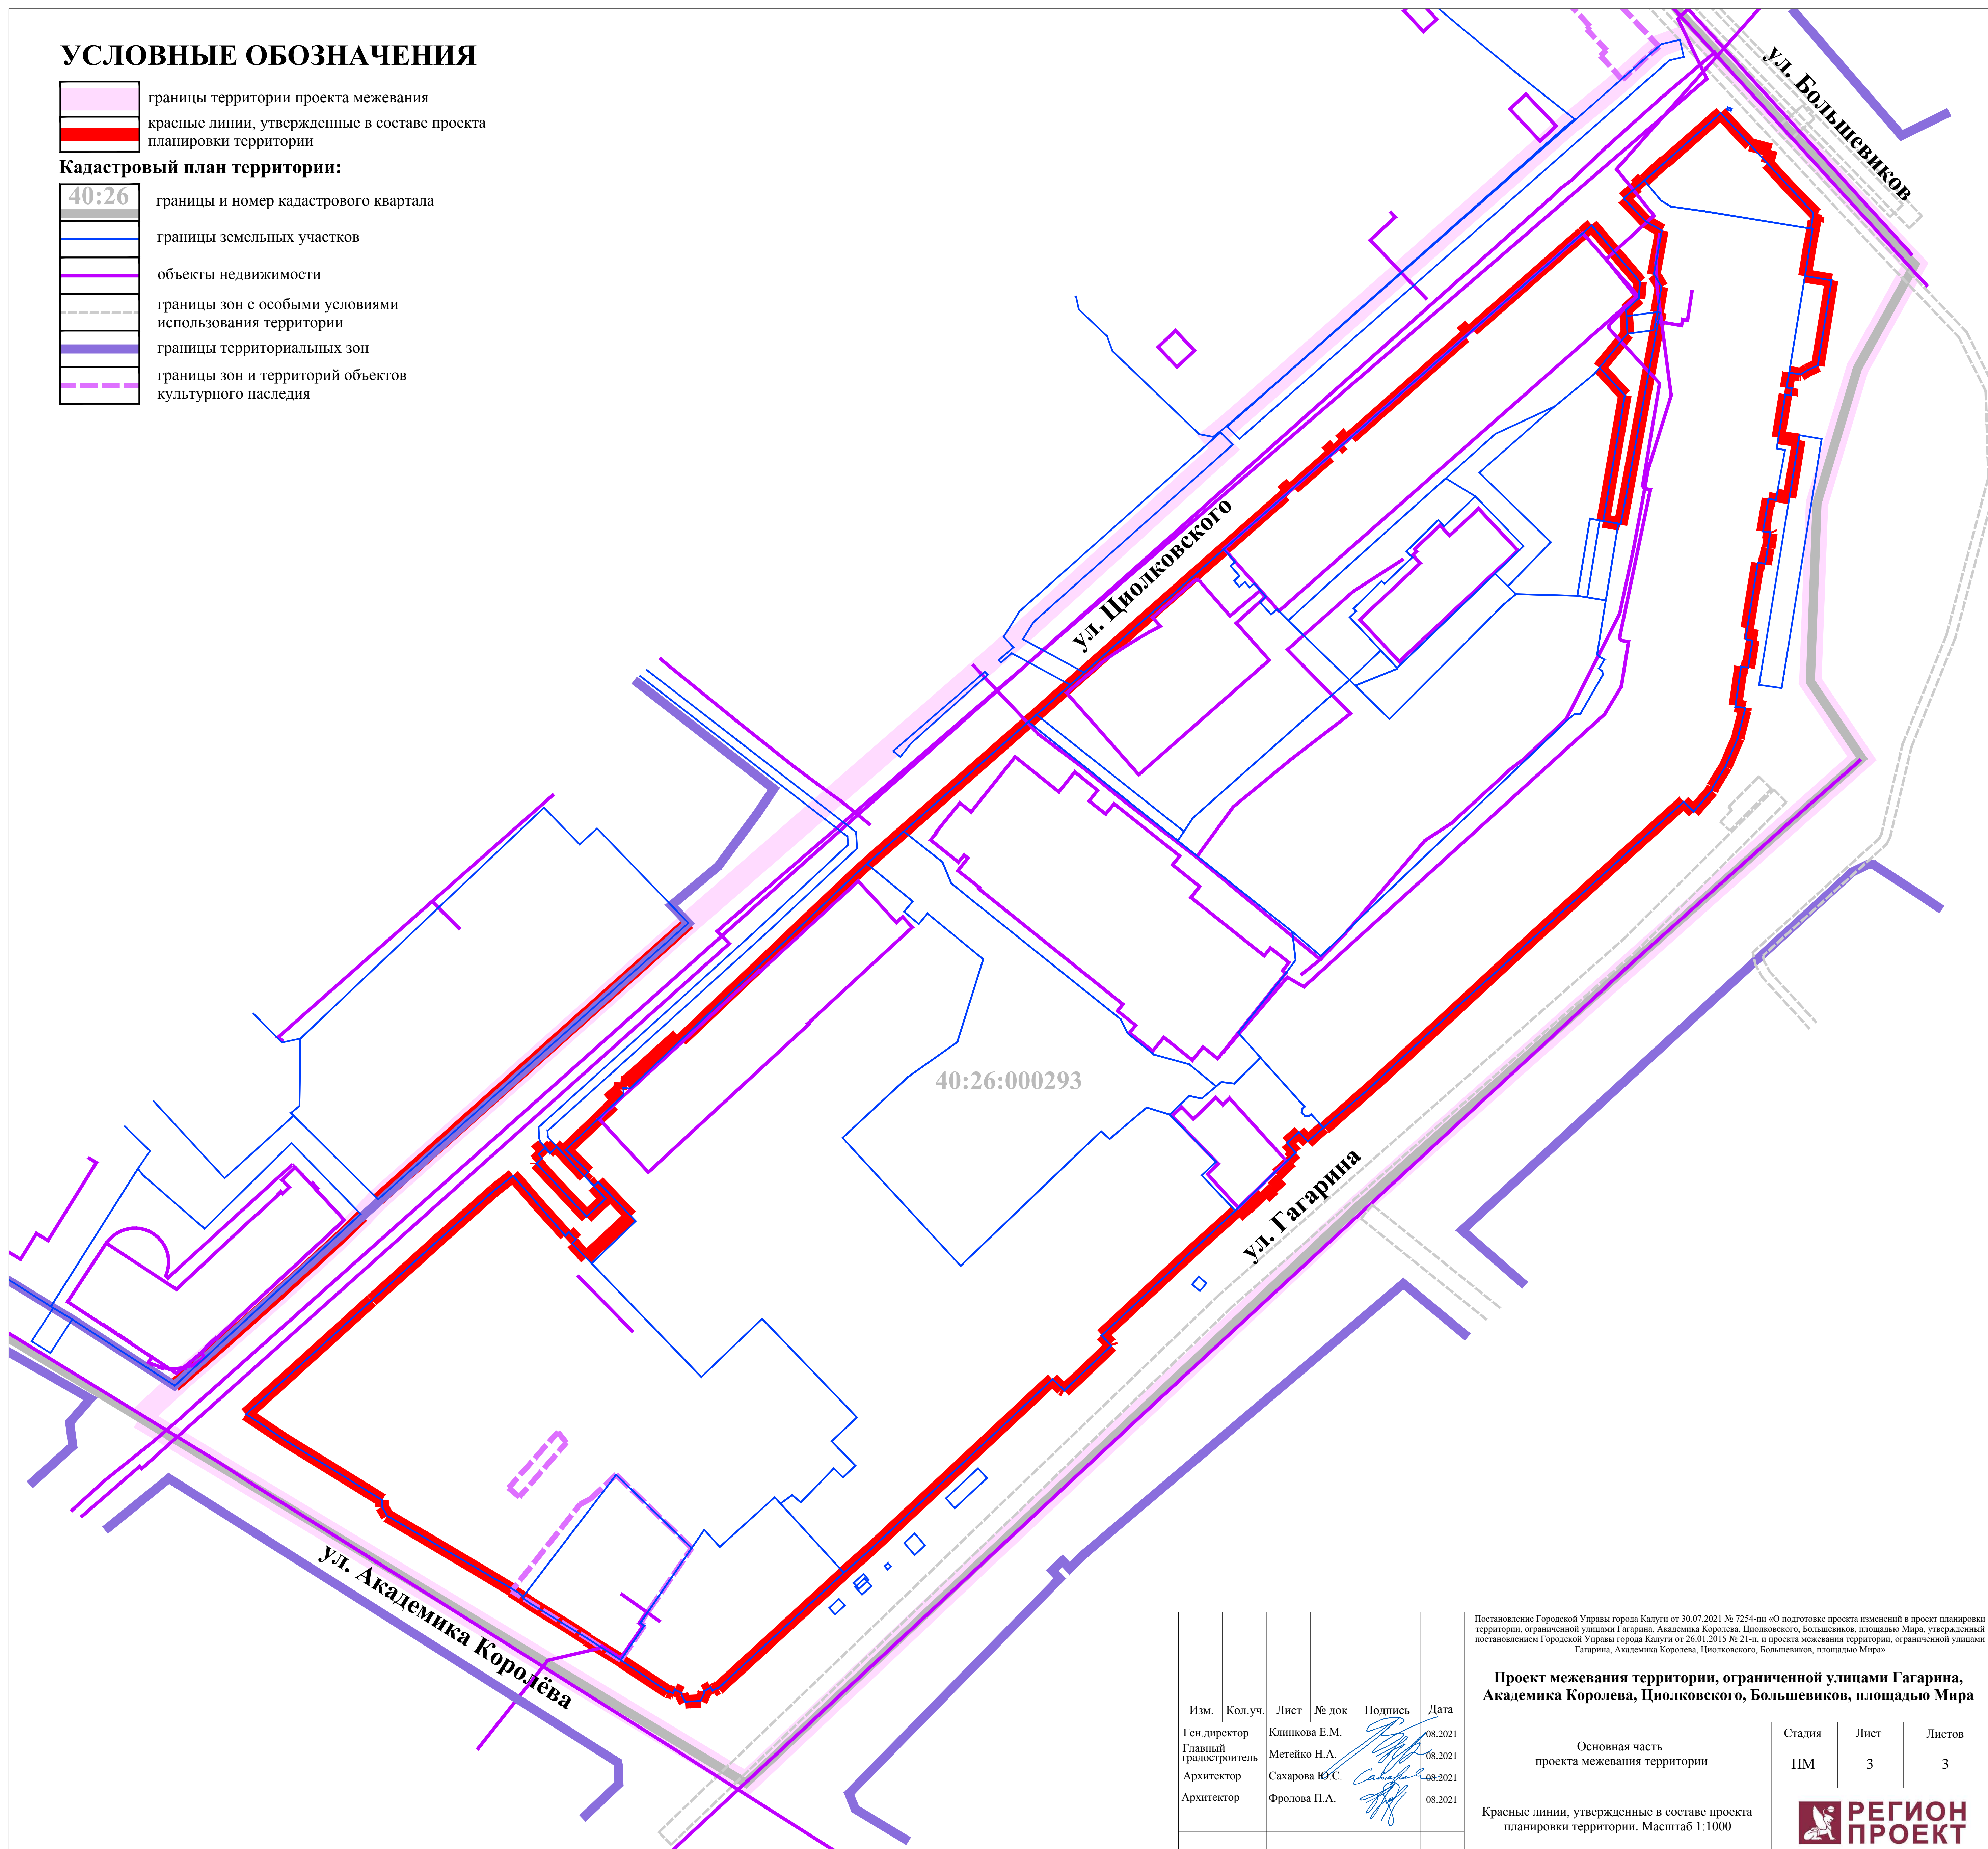 УСЛОВНЫЕ ОБОЗНАЧЕНИЯ
границы территории проекта межевания
красные линии, утвержденные в составе проекта
планировки территории
Кадастровый план территории:
40:26
границы и номер кадастрового квартала
границы земельных участков
объекты недвижимости
границы зон с особыми условиями
использования территории
границы территориальных зон
границы зон и территорий объектов
культурного наследия
ул. Большевиков
ул. Циолковского
40:26:000293
ул. Гагарина
ул. Академика Королёва
Постановление Городской Управы города Калуги от 30.07.2021 № 7254-пи «О подготовке проекта изменений в проект планировки
территории, ограниченной улицами Гагарина, Академика Королева, Циолковского, Большевиков, площадью Мира, утвержденный
постановлением Городской Управы города Калуги от 26.01.2015 № 21-п, и проекта межевания территории, ограниченной улицами
Гагарина, Академика Королева, Циолковского, Большевиков, площадью Мира»
Проект межевания территории, ограниченной улицами Гагарина,
Академика Королева, Циолковского, Большевиков, площадью Мира
Изм. Кол.уч. Лист № док Подпись Дата
Ген.директор Клинкова Е.М. 08.2021
Главный
градостроитель Метейко Н.А. 08.2021
Архитектор Сахарова Ю.С. 08.2021
Архитектор Фролова П.А. 08.2021
Основная часть
проекта межевания территории
Стадия Лист Листов
ПМ 3 3
Красные линии, утвержденные в составе проекта
планировки территории. Масштаб 1:1000
РЕГИОН
ПРОЕКТ